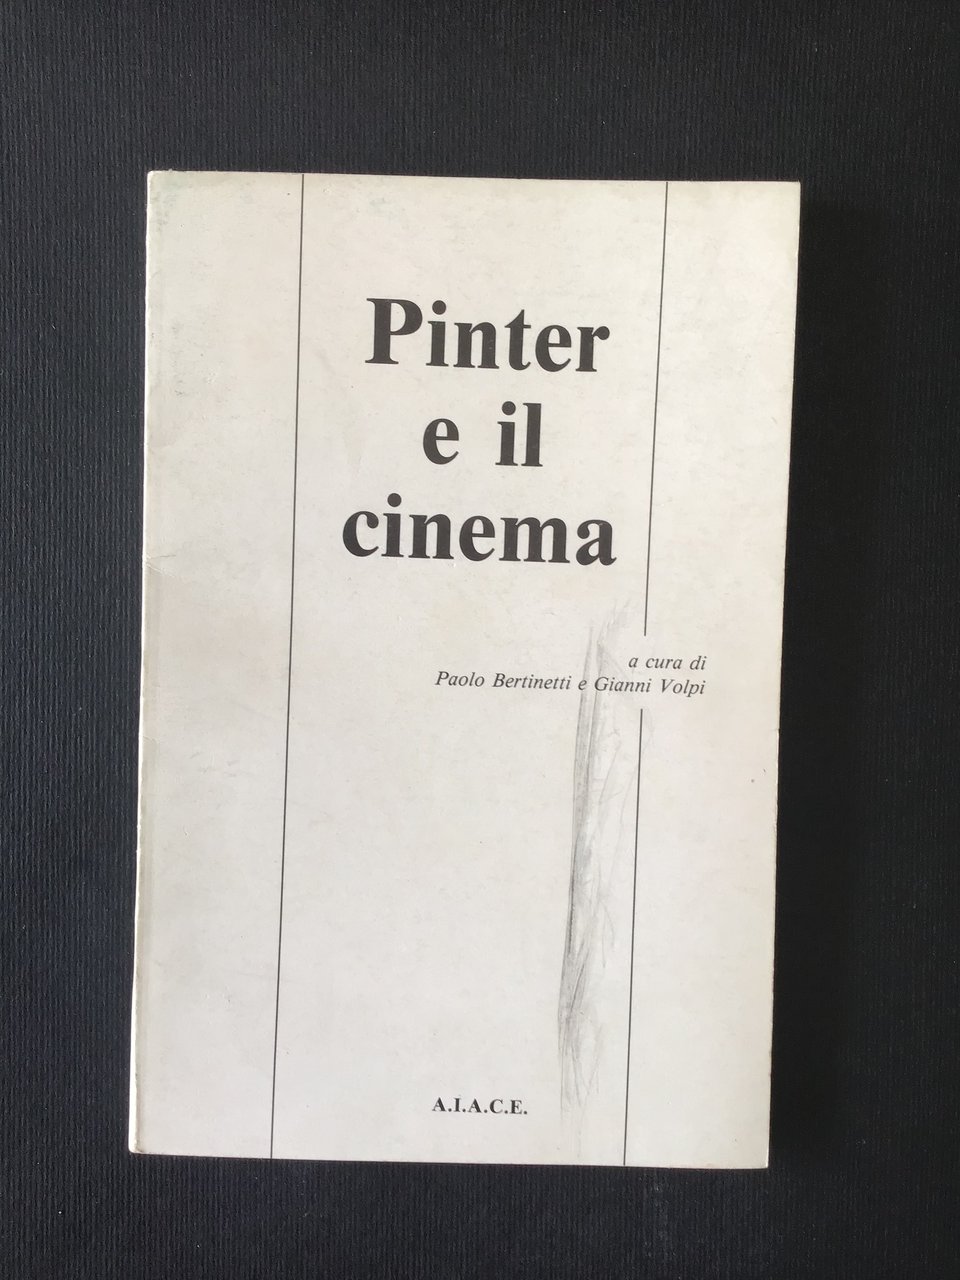 Pinter
e il
cinema
a cura di
Paolo Bertinetti e Gianni Volpi
A.I.A.C.E.